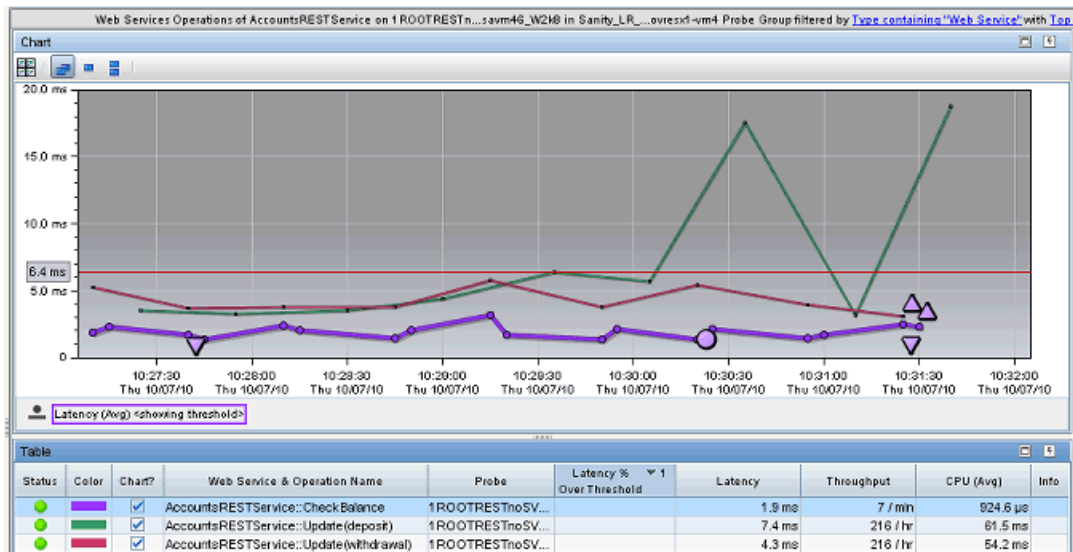 Web Services Operations of AccountsRESTService on 1ROOTRESTn...savm46_W2k8 in Sanity_LR_...ovresx1-vm4 Probe Group filtered by Type containing "Web Service" with Top
Chart
20.0 ms
15.0 ms
10.0 ms
6.4 ms
5.0 ms
0
10:27:30 10:28:00 10:28:30 10:29:00 10:29:30 10:30:00 10:30:30 10:31:00 10:31:30 10:32:00
Thu 10/07/10 Thu 10/07/10 Thu 10/07/10 Thu 10/07/10 Thu 10/07/10 Thu 10/07/10 Thu 10/07/10 Thu 10/07/10 Thu 10/07/10 Thu 10/07/10
Latency (Avg) <showing threshold>
Table
Status Color Chart? Web Service & Operation Name Probe Latency % Over Threshold 1 Latency Throughput CPU (Avg) Info
AccountsRESTService::CheckBalance 1ROOTRESTnoSV... 1.9 ms 7 / min 924.6 µs
AccountsRESTService::Update(deposit) 1ROOTRESTnoSV... 7.4 ms 216 / hr 61.5 ms
AccountsRESTService::Update(withdrawal) 1ROOTRESTnoSV... 4.3 ms 216 / hr 54.2 ms